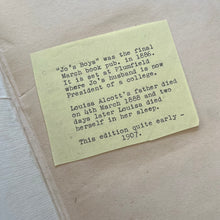 "Jo's Boys" was the final
March book pub. in 1886.
It is set at Plumfield
where Jo's husband is now
President of a college.
Louisa Alcott's father died
on 4th March 1888 and two
days later Louisa died
herself in her sleep.
This edition quite early -
1907.